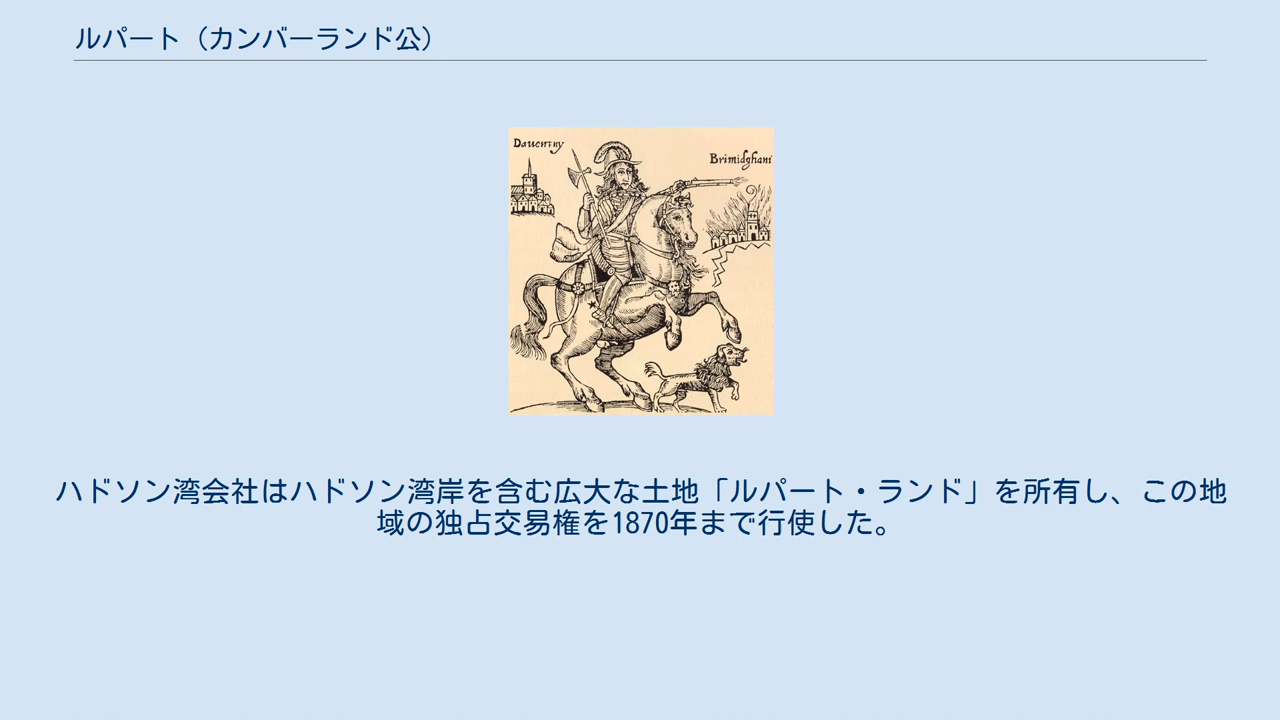 ルパート（カンバーランド公）
Dauentry
Brimidgham
ハドソン湾会社はハドソン湾岸を含む広大な土地「ルパート・ランド」を所有し、この地
域の独占交易権を1870年まで行使した。